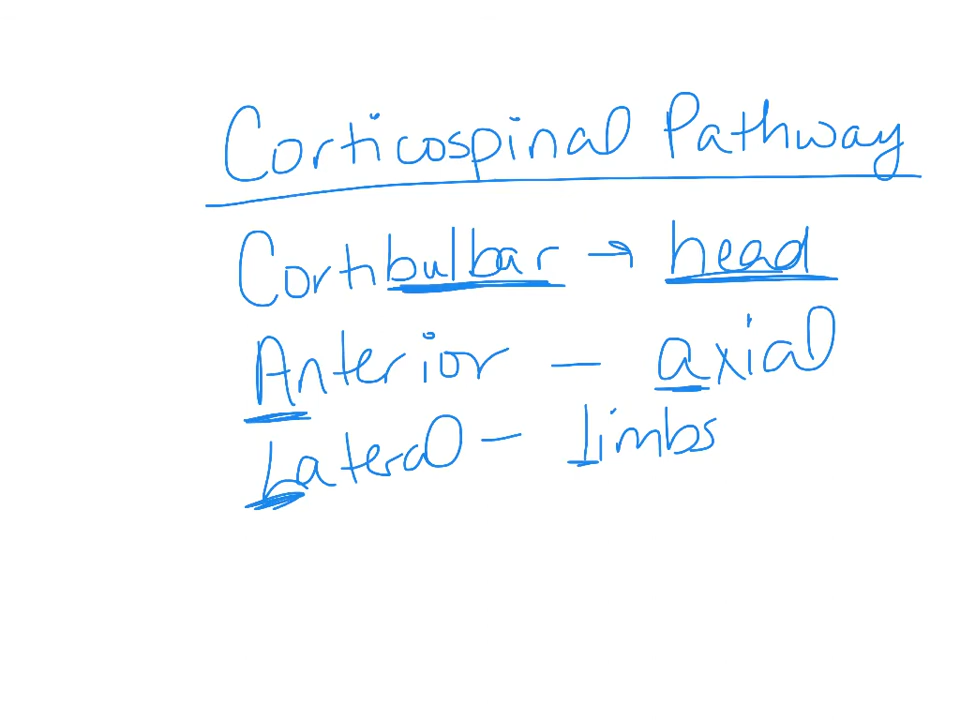 Corticospinal Pathway
Cortibulbar → head
Anterior — axial
Lateral — limbs